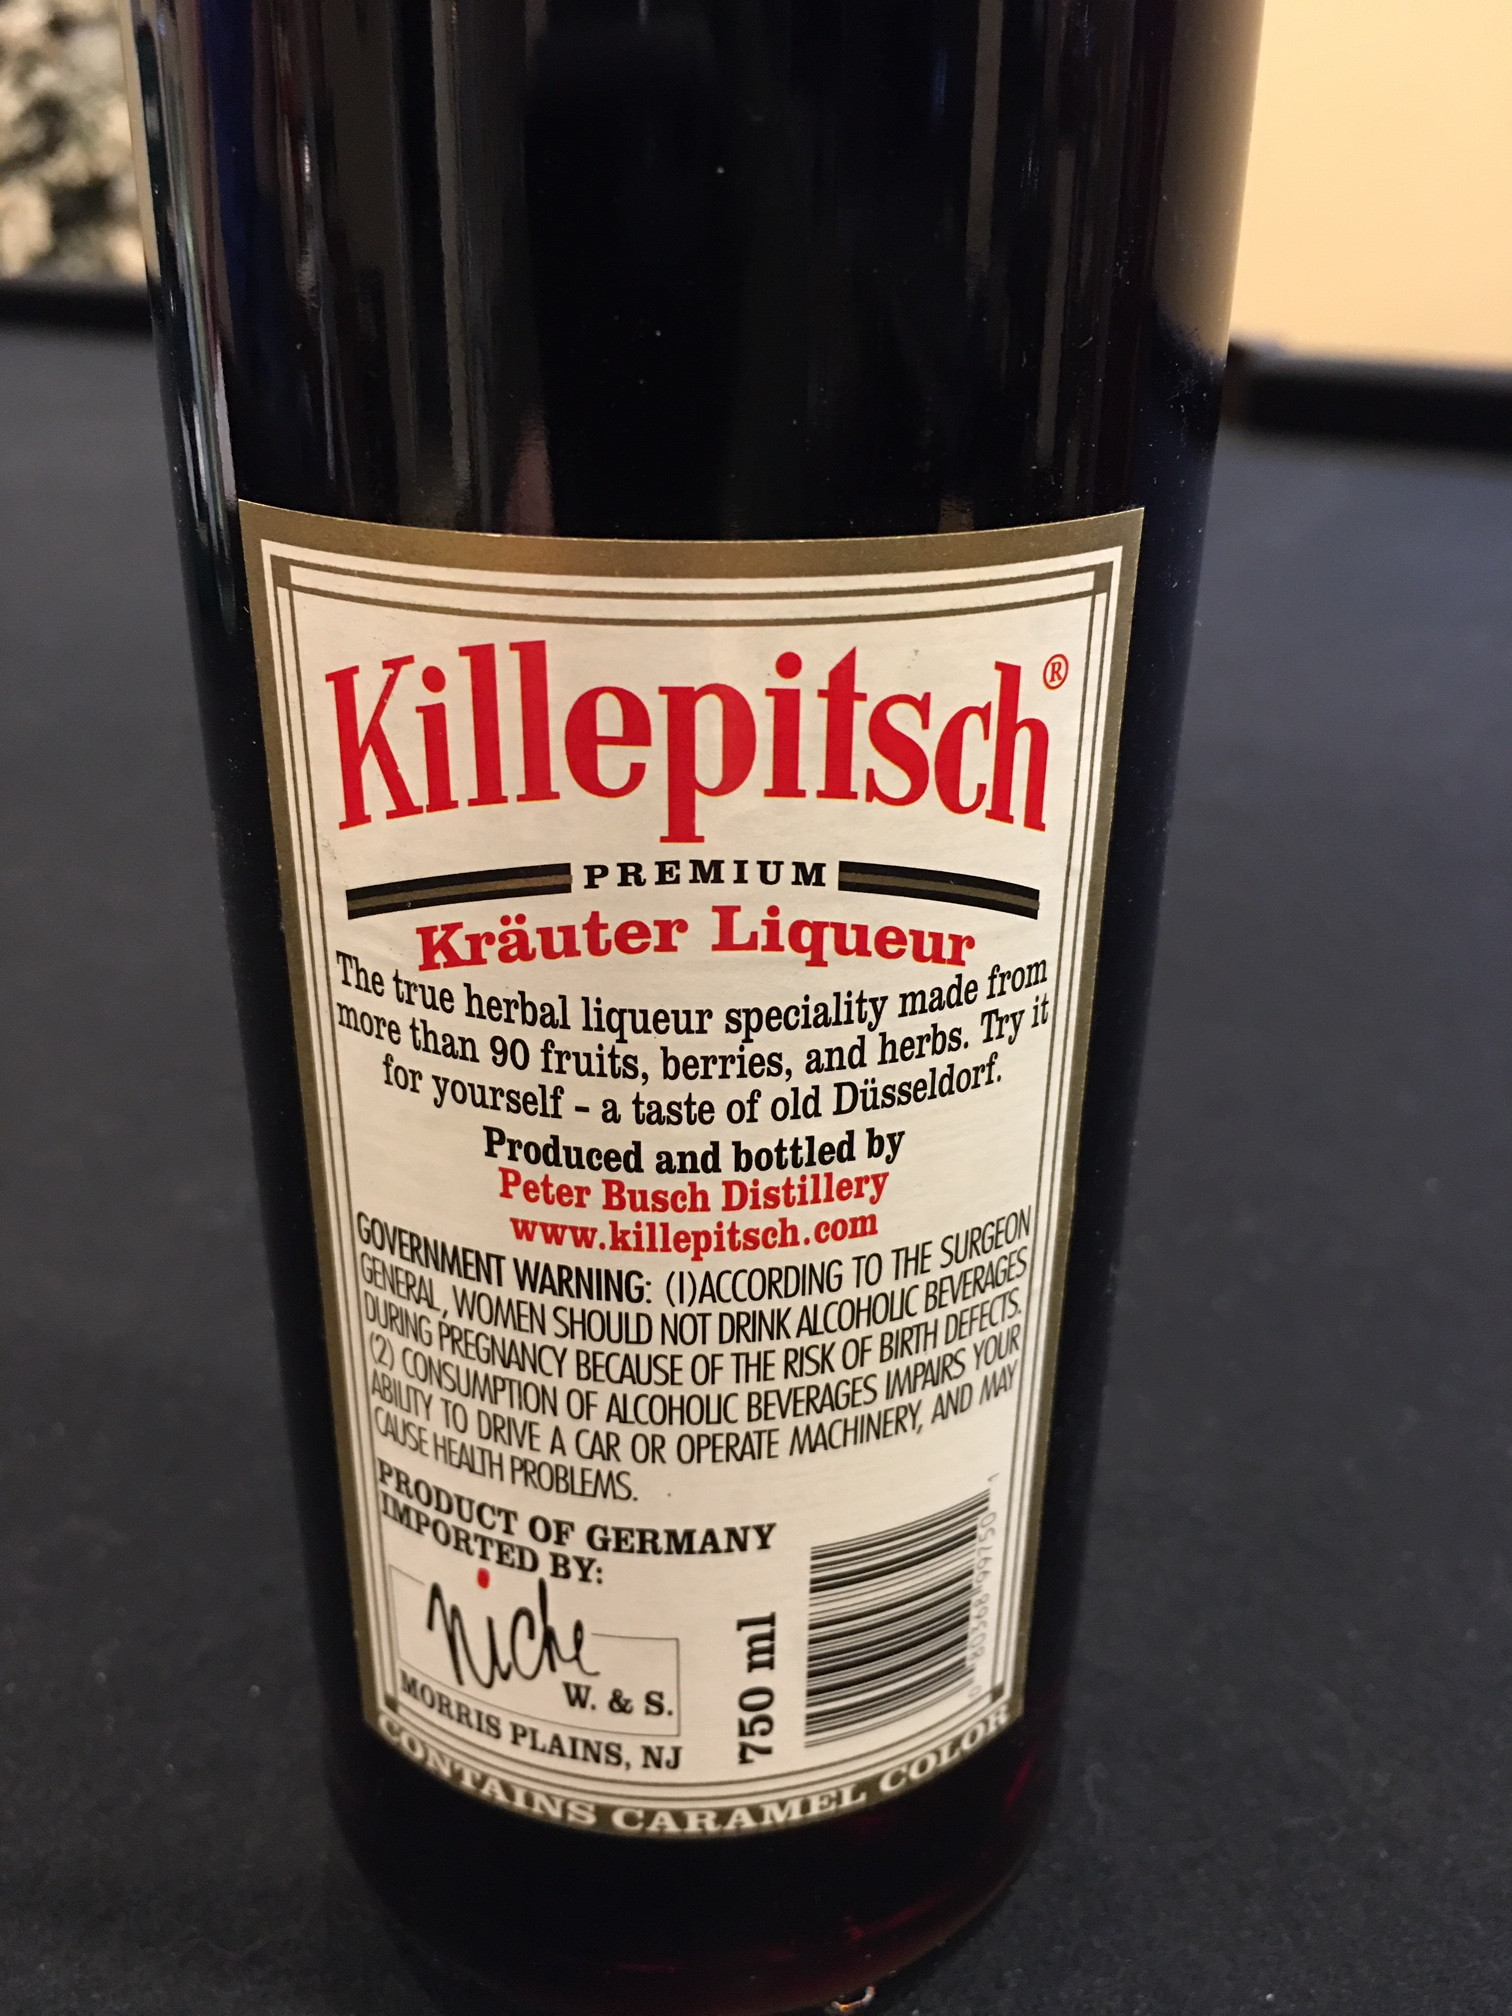 Killepitsch®
PREMIUM
Kräuter Liqueur
The true herbal liqueur speciality made from
more than 90 fruits, berries, and herbs. Try it
for yourself – a taste of old Düsseldorf.
Produced and bottled by
Peter Busch Distillery
www.killepitsch.com
GOVERNMENT WARNING: (1)ACCORDING TO THE SURGEON
GENERAL, WOMEN SHOULD NOT DRINK ALCOHOLIC BEVERAGES
DURING PREGNANCY BECAUSE OF THE RISK OF BIRTH DEFECTS.
(2) CONSUMPTION OF ALCOHOLIC BEVERAGES IMPAIRS YOUR
ABILITY TO DRIVE A CAR OR OPERATE MACHINERY, AND MAY
CAUSE HEALTH PROBLEMS.
PRODUCT OF GERMANY
IMPORTED BY:
niche
W. & S.
MORRIS PLAINS, NJ
750 ml
0 80368 99750 1
CONTAINS CARAMEL COLOR